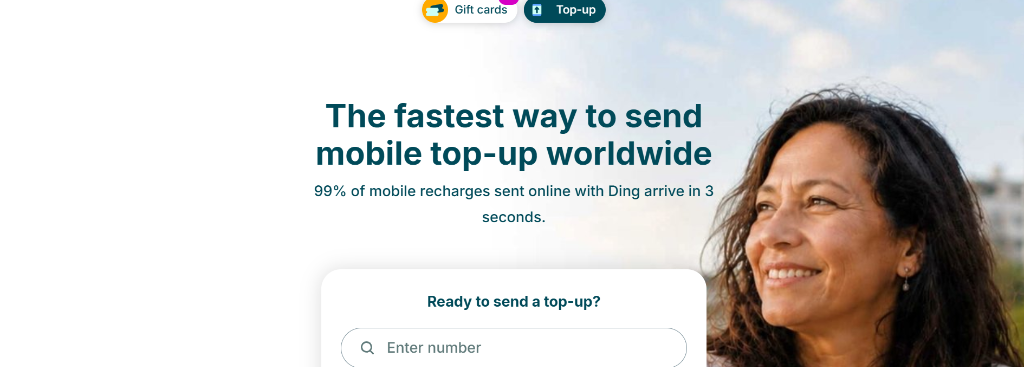 Gift cards
Top-up
The fastest way to send
mobile top-up worldwide
99% of mobile recharges sent online with Ding arrive in 3
seconds.
Ready to send a top-up?
Enter number